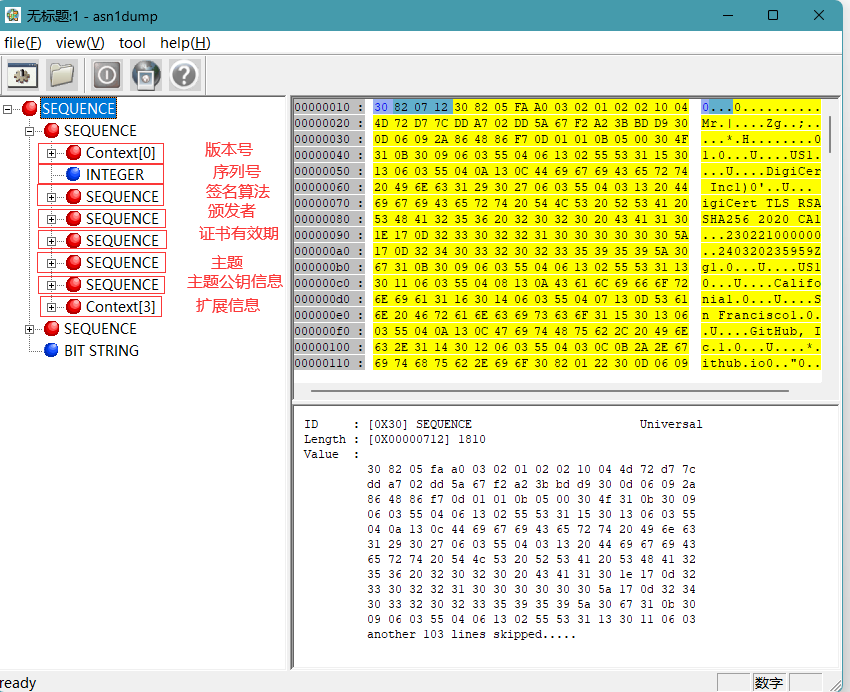 无标题:1 - asn1dump
file(F) view(V) tool help(H)
SEQUENCE
SEQUENCE
Context[0] 版本号
INTEGER 序列号
SEQUENCE 签名算法
SEQUENCE 颁发者
SEQUENCE 证书有效期
SEQUENCE 主题
SEQUENCE 主题公钥信息
Context[3] 扩展信息
SEQUENCE
BIT STRING
00000010 : 30 82 07 12 30 82 05 FA A0 03 02 01 02 02 10 04 0...0...........
00000020 : 4D 72 D7 7C DD A7 02 DD 5A 67 F2 A2 3B BD D9 30 Mr.|....Zg..;..
00000030 : 0D 06 09 2A 86 48 86 F7 0D 01 01 0B 05 00 30 4F ...*.H........0
00000040 : 31 0B 30 09 06 03 55 04 06 13 02 55 53 31 15 30 1.0...U....US1.
00000050 : 13 06 03 55 04 0A 13 0C 44 69 67 69 43 65 72 74 ...U....DigiCer
00000060 : 20 49 6E 63 31 29 30 27 06 03 55 04 03 13 20 44 Inc1)0'..U...
00000070 : 69 67 69 43 65 72 74 20 54 4C 53 20 52 53 41 20 igiCert TLS RSA
00000080 : 53 48 41 32 35 36 20 32 30 32 30 20 43 41 31 30 SHA256 2020 CA1
00000090 : 1E 17 0D 32 33 30 32 32 31 30 30 30 30 30 30 5A ...230221000000
000000a0 : 17 0D 32 34 30 33 32 30 32 33 35 39 35 39 5A 30 ..240320235959Z
000000b0 : 67 31 0B 30 09 06 03 55 04 06 13 02 55 53 31 13 g1.0...U....US1
000000c0 : 30 11 06 03 55 04 08 13 0A 43 61 6C 69 66 6F 72 0...U....Califo
000000d0 : 6E 69 61 31 16 30 14 06 03 55 04 07 13 0D 53 61 nia1.0...U....S
000000e0 : 6E 20 46 72 61 6E 63 69 73 63 6F 31 15 30 13 06 n Francisco1.0.
000000f0 : 03 55 04 0A 13 0C 47 69 74 48 75 62 2C 20 49 6E .U....GitHub, I
00000100 : 63 2E 31 14 30 12 06 03 55 04 03 0C 0B 2A 2E 67 c.1.0...U....*.
00000110 : 69 74 68 75 62 2E 69 6F 30 82 01 22 30 0D 06 09 ithub.io0.."0..
ID : [0X30] SEQUENCE Universal
Length : [0X00000712] 1810
Value :
30 82 05 fa a0 03 02 01 02 02 10 04 4d 72 d7 7c
dd a7 02 dd 5a 67 f2 a2 3b bd d9 30 0d 06 09 2a
86 48 86 f7 0d 01 01 0b 05 00 30 4f 31 0b 30 09
06 03 55 04 06 13 02 55 53 31 15 30 13 06 03 55
04 0a 13 0c 44 69 67 69 43 65 72 74 20 49 6e 63
31 29 30 27 06 03 55 04 03 13 20 44 69 67 69 43
65 72 74 20 54 4c 53 20 52 53 41 20 53 48 41 32
35 36 20 32 30 32 30 20 43 41 31 30 1e 17 0d 32
33 30 32 32 31 30 30 30 30 30 30 5a 17 0d 32 34
30 33 32 30 32 33 35 39 35 39 5a 30 67 31 0b 30
09 06 03 55 04 06 13 02 55 53 31 13 30 11 06 03
another 103 lines skipped.....
ready
数字